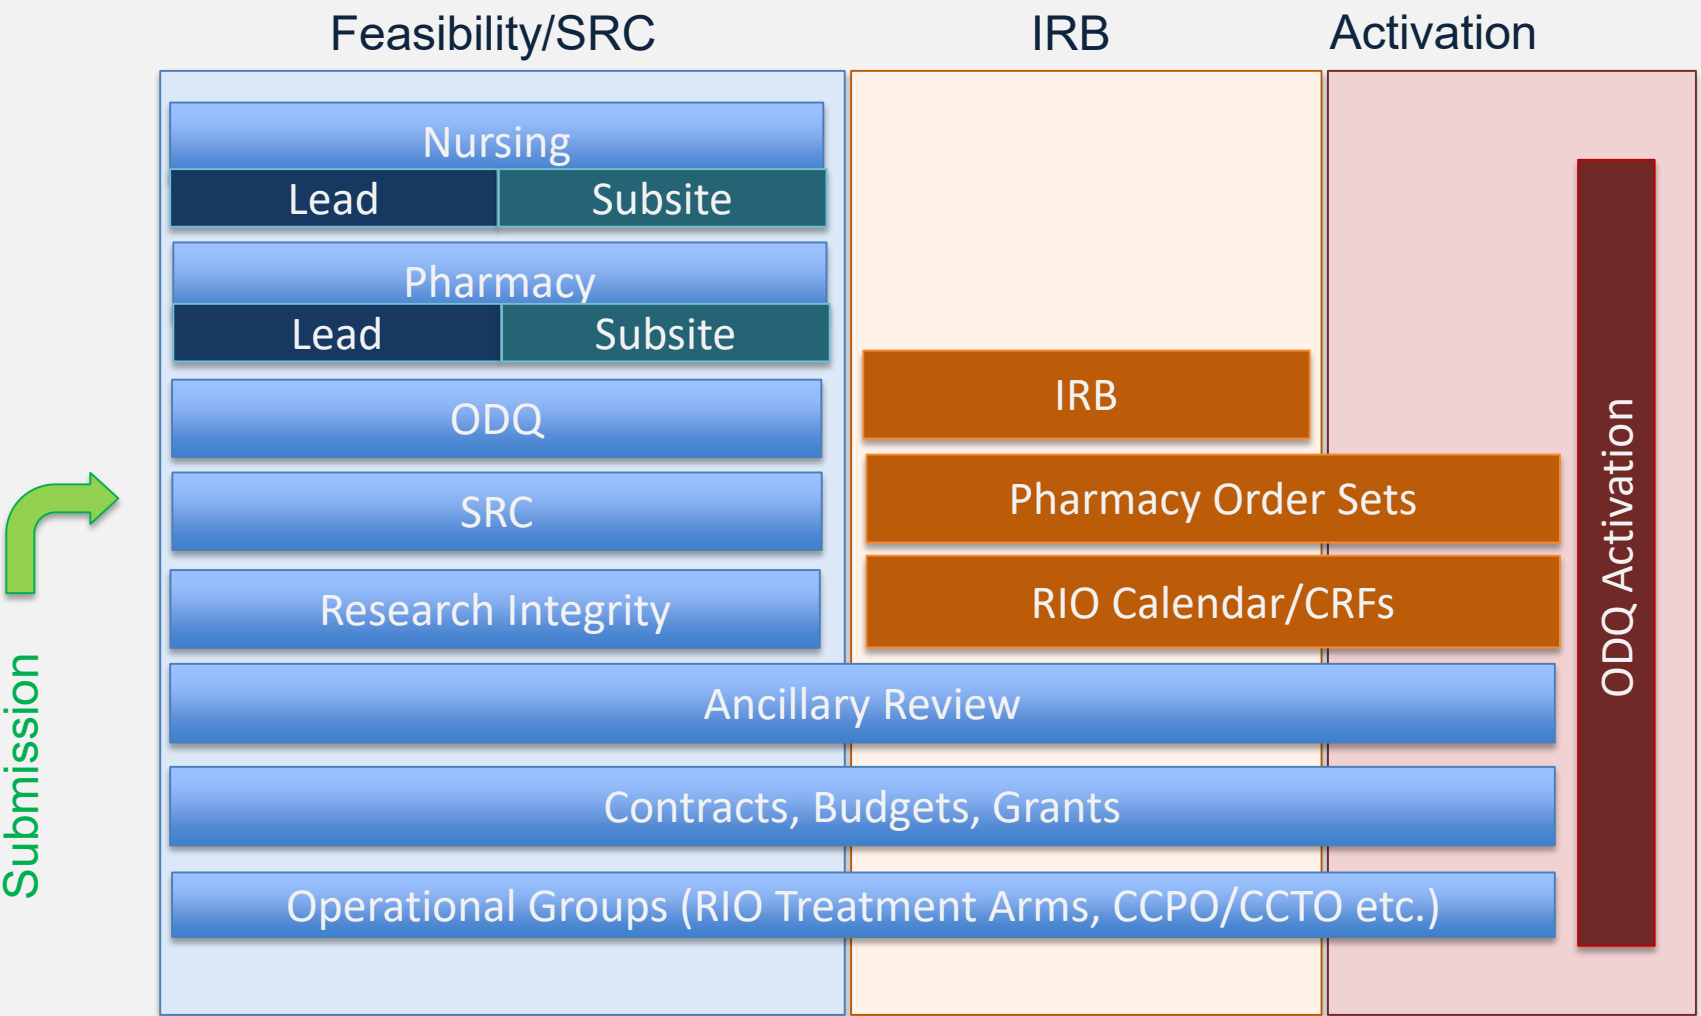 Feasibility/SRC
IRB
Activation
Nursing
Lead
Subsite
Pharmacy
Lead
Subsite
ODQ
SRC
Research Integrity
IRB
Pharmacy Order Sets
RIO Calendar/CRFs
Ancillary Review
Contracts, Budgets, Grants
Operational Groups (RIO Treatment Arms, CCPO/CCTO etc.)
ODQ Activation
Submission